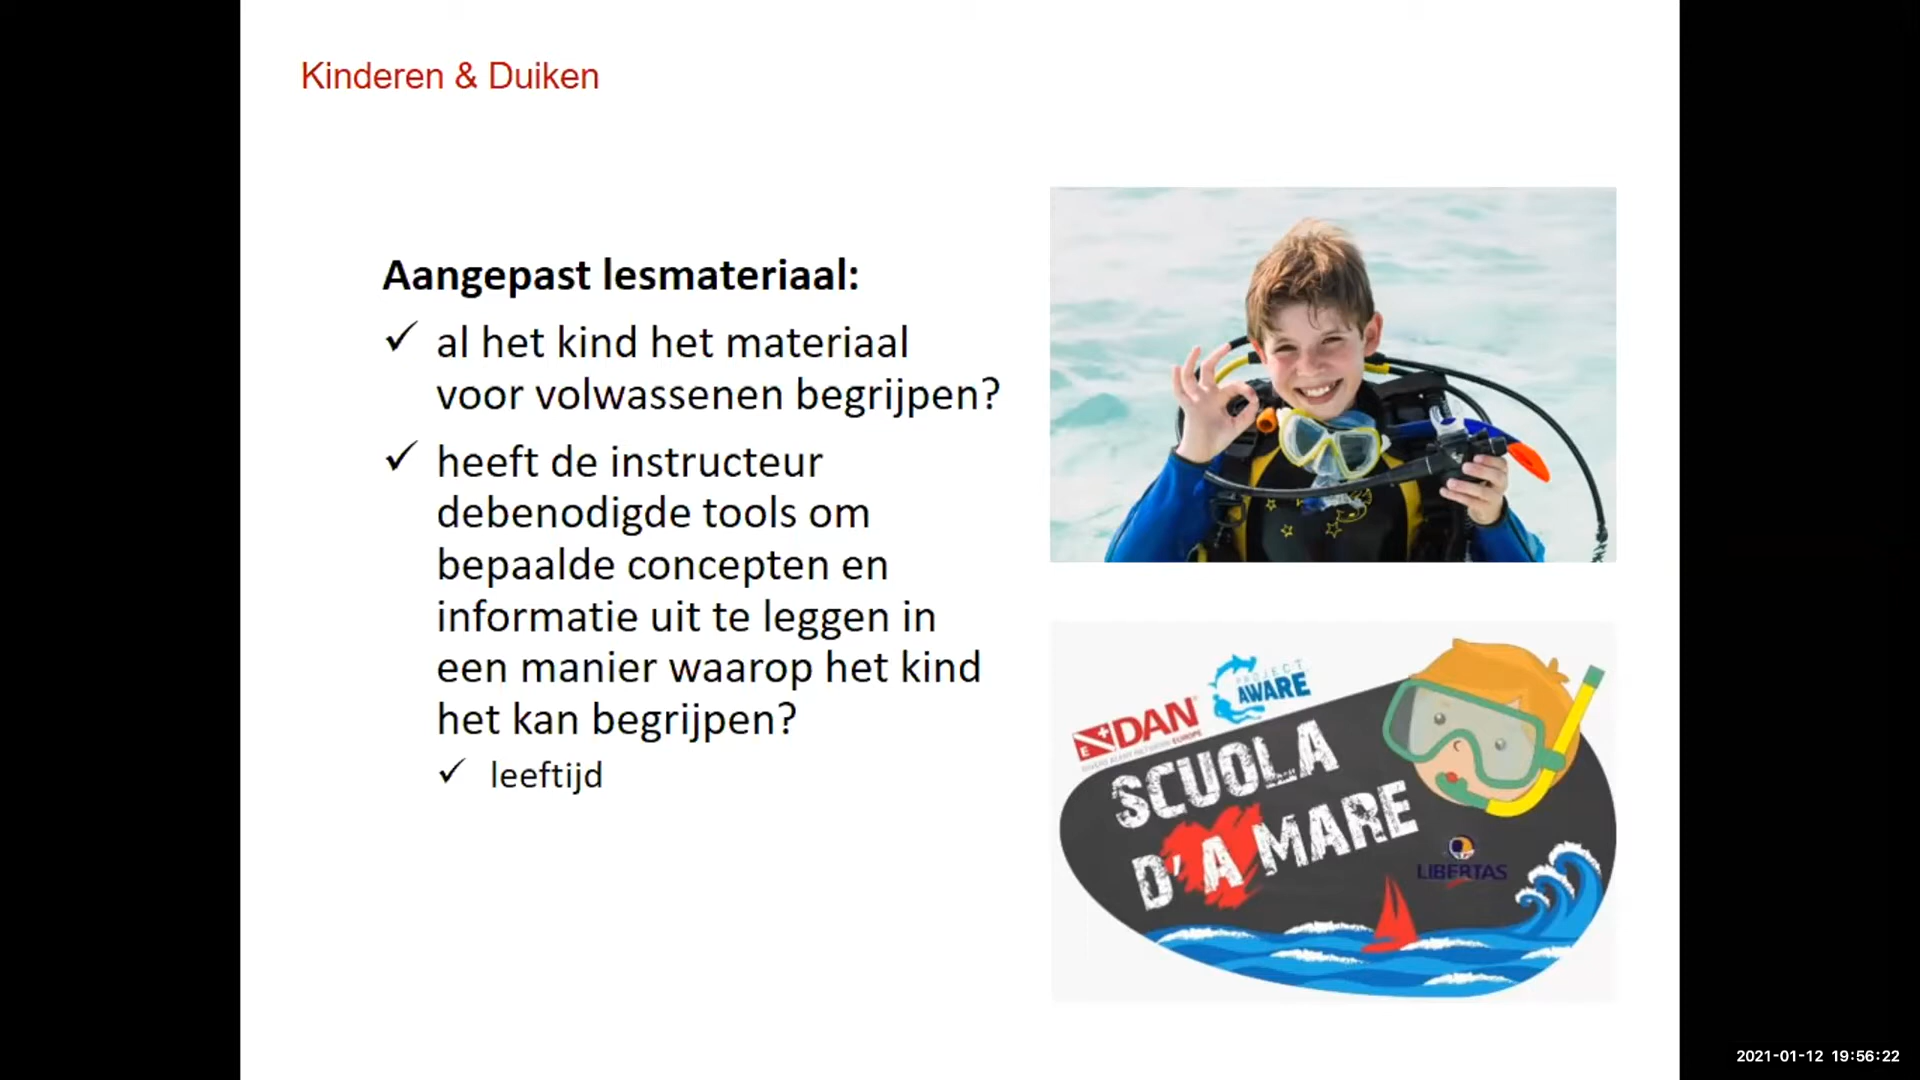 Kinderen & Duiken
Aangepast lesmateriaal:
✓ al het kind het materiaal
voor volwassenen begrijpen?
✓ heeft de instructeur
debenodigde tools om
bepaalde concepten en
informatie uit te leggen in
een manier waarop het kind
het kan begrijpen?
✓ leeftijd
PROJECT
AWARE
DAN
EUROPE
SCUOLA
D'A MARE
LIBERTAS
2021-01-12 19:56:22